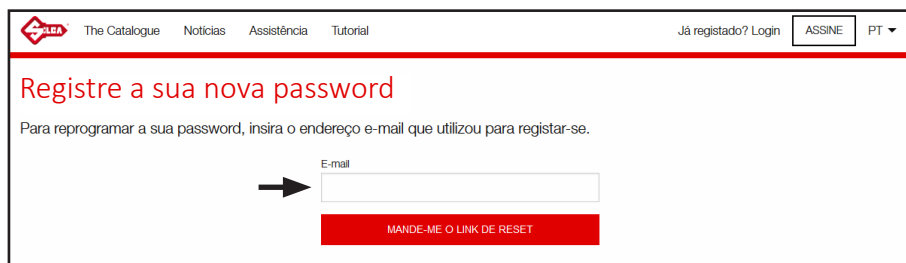 SILCA The Catalogue Notícias Assistência Tutorial Já registado? Login ASSINE PT
Registre a sua nova password
Para reprogramar a sua password, insira o endereço e-mail que utilizou para registar-se.
E-mail
MANDE-ME O LINK DE RESET